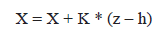 X = X + K * (z – h)